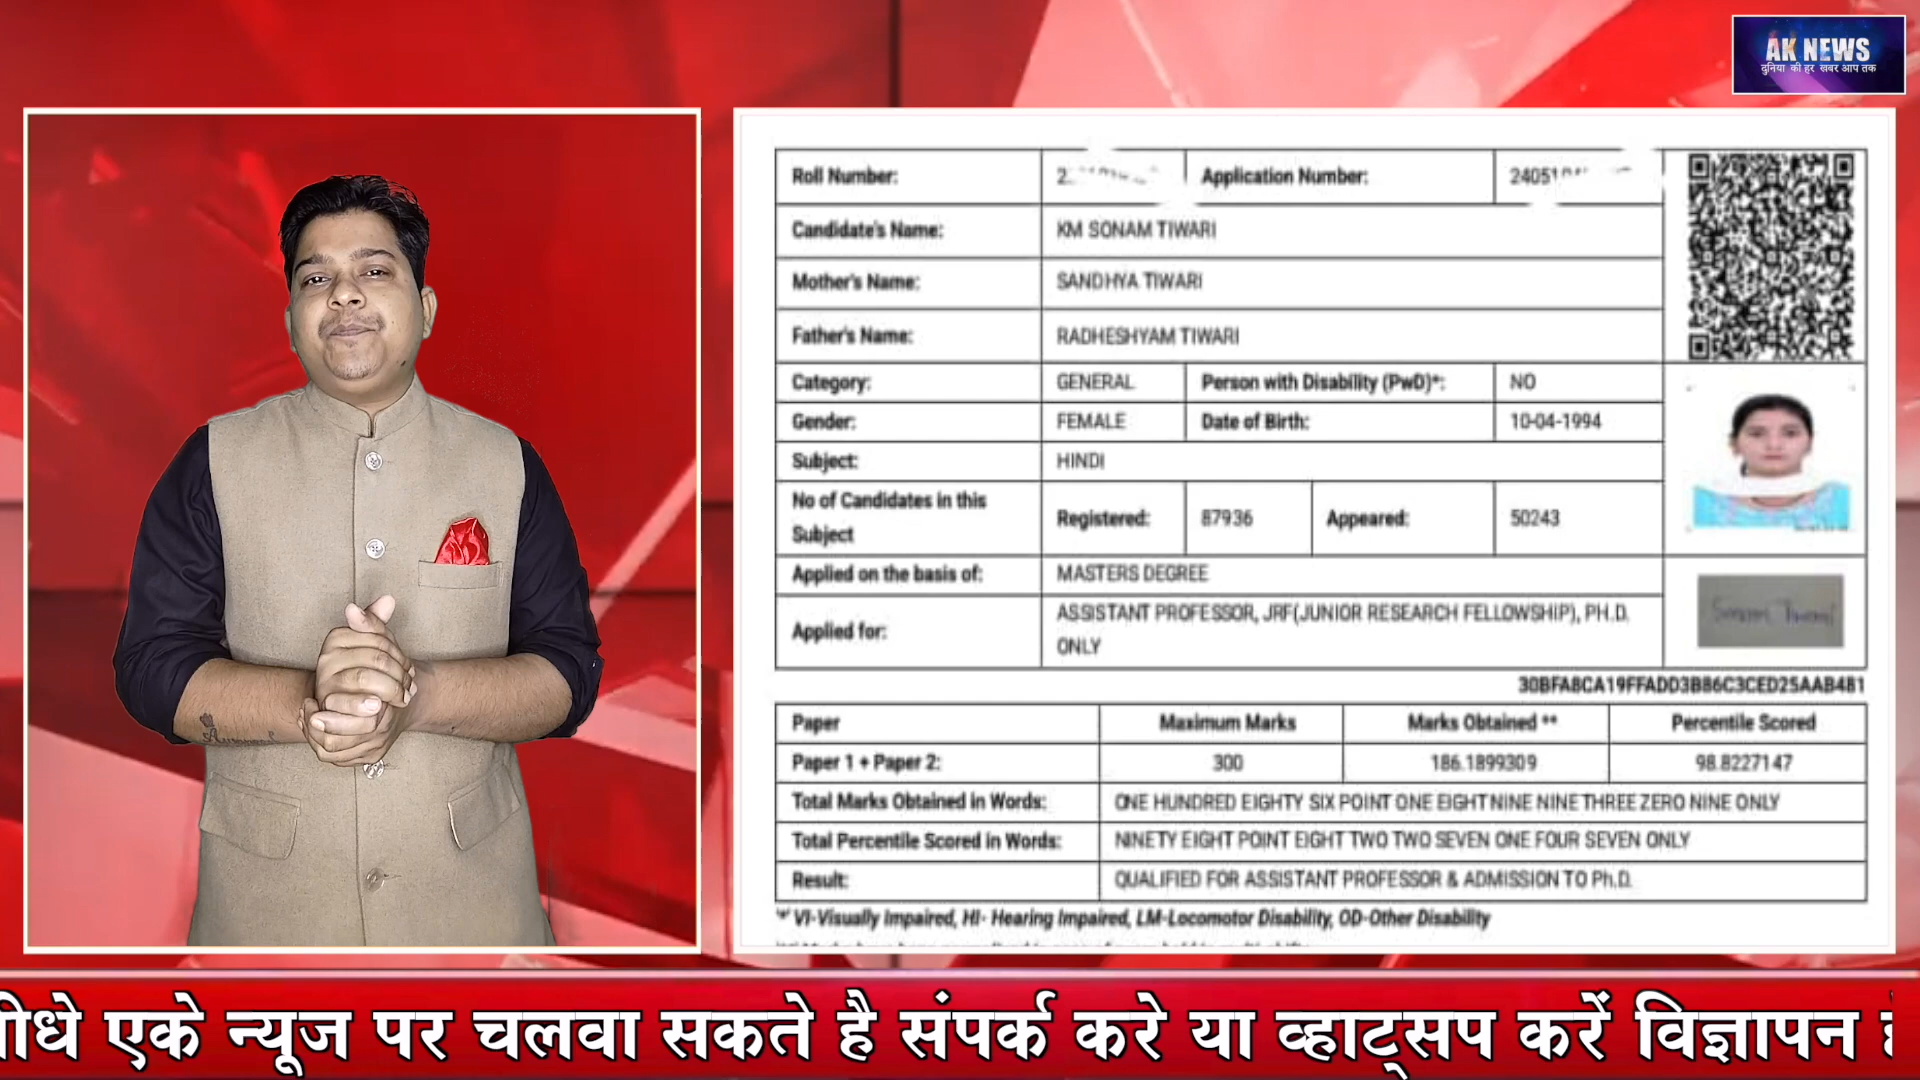 AK NEWS
दुनिया की हर खबर आप तक
Roll Number: Application Number:
Candidate's Name: KM SONAM TIWARI
Mother's Name: SANDHYA TIWARI
Father's Name: RADHESHYAM TIWARI
Category: GENERAL Person with Disability (PwD)*: NO
Gender: FEMALE Date of Birth: 10-04-1994
Subject: HINDI
No of Candidates in this
Subject Registered: 87936 Appeared: 50243
Applied on the basis of: MASTERS DEGREE
Applied for: ASSISTANT PROFESSOR, JRF(JUNIOR RESEARCH FELLOWSHIP), PH.D.
ONLY
Sonam Tiwari
30BFA8CA19FFADD3B86C3CED25AAB481
Paper Maximum Marks Marks Obtained ** Percentile Scored
Paper 1 + Paper 2: 300 186.1899309 98.8227147
Total Marks Obtained in Words: ONE HUNDRED EIGHTY SIX POINT ONE EIGHT NINE NINE THREE ZERO NINE ONLY
Total Percentile Scored in Words: NINETY EIGHT POINT EIGHT TWO TWO SEVEN ONE FOUR SEVEN ONLY
Result: QUALIFIED FOR ASSISTANT PROFESSOR & ADMISSION TO Ph.D.
'*' VI-Visually Impaired, HI- Hearing Impaired, LM-Locomotor Disability, OD-Other Disability
एके न्यूज पर चलवा सकते है संपर्क करे या व्हाट्सप करें विज्ञापन